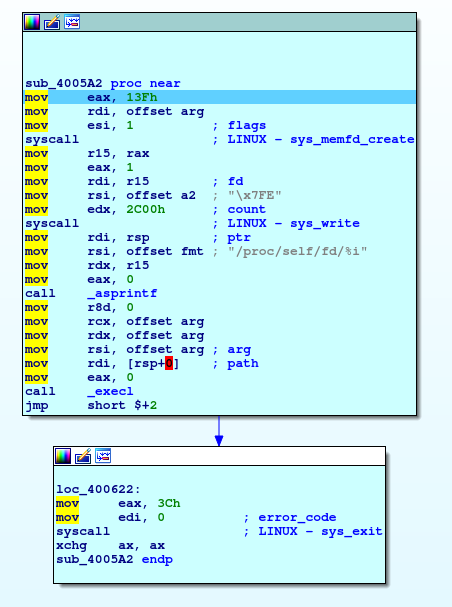 sub_4005A2 proc near
mov eax, 13Fh
mov rdi, offset arg
mov esi, 1 ; flags
syscall ; LINUX - sys_memfd_create
mov r15, rax
mov eax, 1
mov rdi, r15 ; fd
mov rsi, offset a2 ; "\x7FE"
mov edx, 2C00h ; count
syscall ; LINUX - sys_write
mov rdi, rsp ; ptr
mov rsi, offset fmt ; "/proc/self/fd/%i"
mov rdx, r15
mov eax, 0
call _asprintf
mov r8d, 0
mov rcx, offset arg
mov rdx, offset arg
mov rsi, offset arg ; arg
mov rdi, [rsp+0] ; path
mov eax, 0
call _execl
jmp short $+2
loc_400622:
mov eax, 3Ch
mov edi, 0 ; error_code
syscall ; LINUX - sys_exit
xchg ax, ax
sub_4005A2 endp